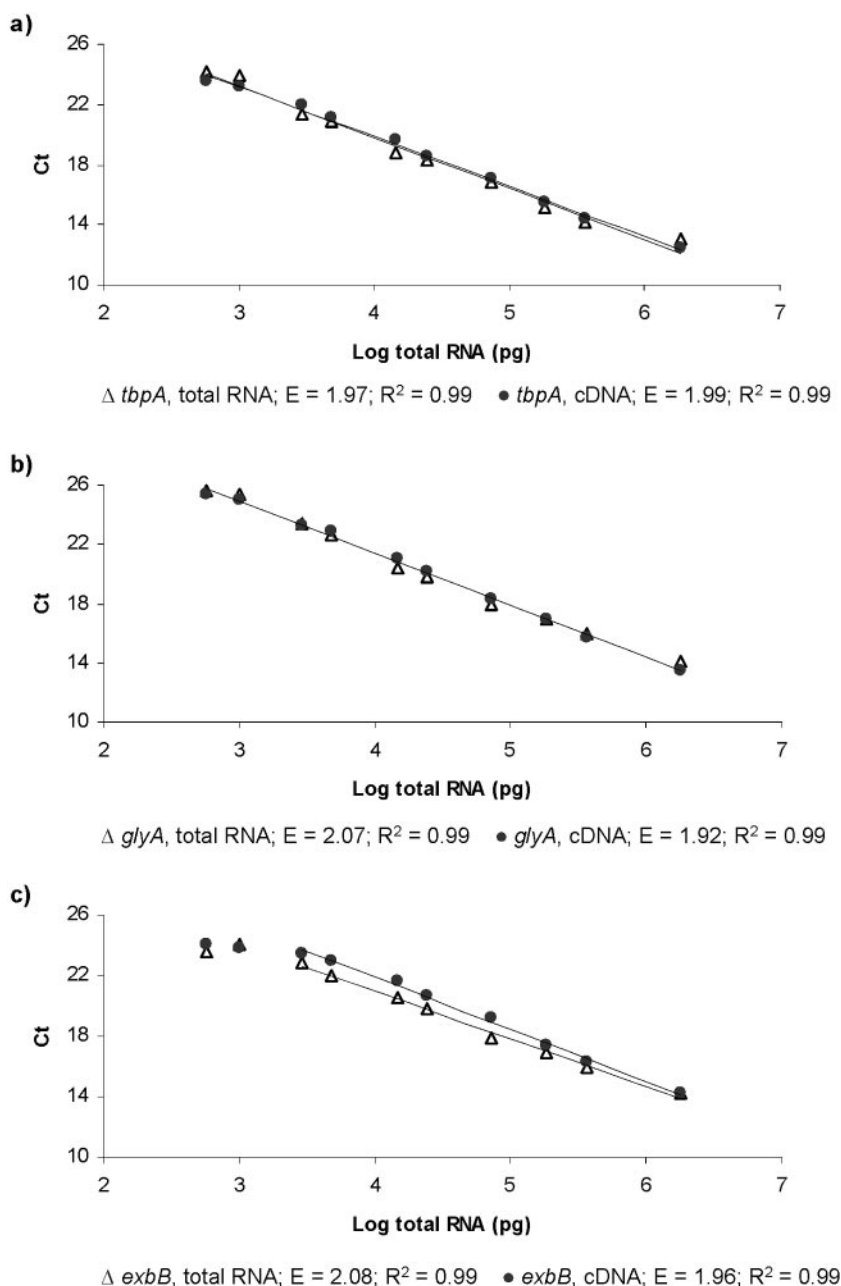 a)
26
22
18
14
10
Ct
2 3 4 5 6 7
Log total RNA (pg)
Δ tbpA, total RNA; E = 1.97; R² = 0.99 ● tbpA, cDNA; E = 1.99; R² = 0.99
b)
26
22
18
14
10
Ct
2 3 4 5 6 7
Log total RNA (pg)
Δ glyA, total RNA; E = 2.07; R² = 0.99 ● glyA, cDNA; E = 1.92; R² = 0.99
c)
26
22
18
14
10
Ct
2 3 4 5 6 7
Log total RNA (pg)
Δ exbB, total RNA; E = 2.08; R² = 0.99 ● exbB, cDNA; E = 1.96; R² = 0.99